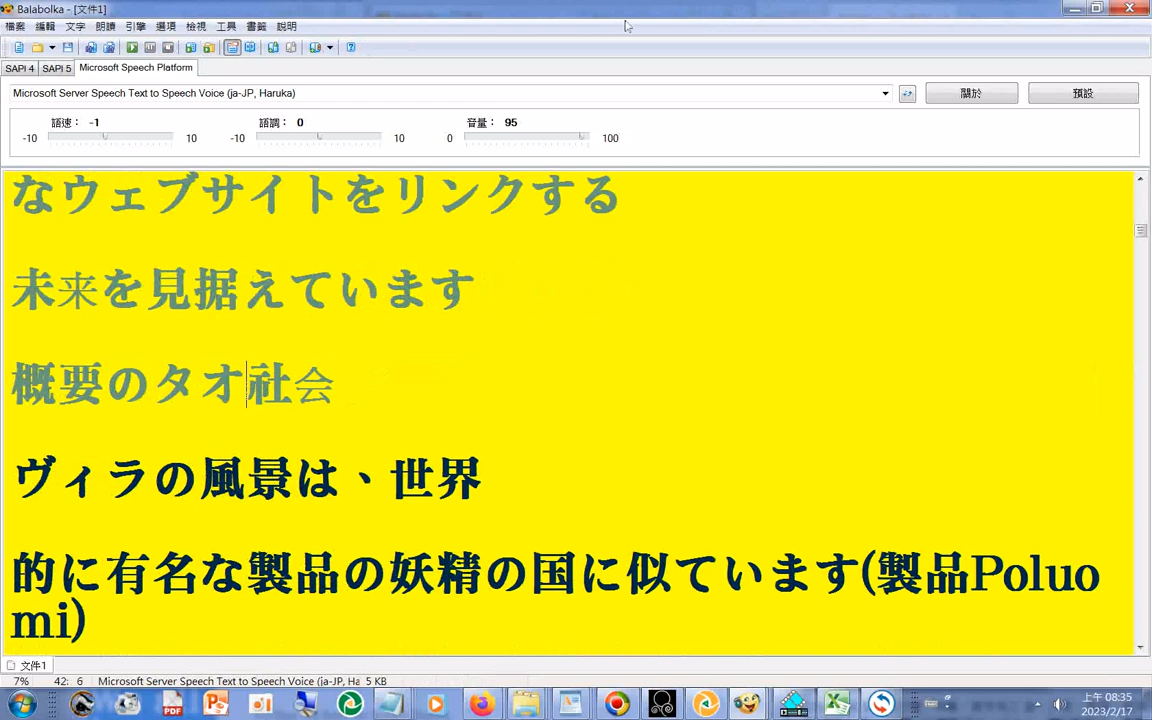 Balabolka - [文件1]
檔案 編輯 文字 朗讀 引擎 選項 檢視 工具 書籤 說明
SAPI 4 SAPI 5 Microsoft Speech Platform
Microsoft Server Speech Text to Speech Voice (ja-JP, Haruka) 關於 預設
語速: -1 語調: 0 音量: 95
-10 10 -10 10 0 100
なウェブサイトをリンクする
未来を見据えています
概要のタオ社会
ヴィラの風景は、世界
的に有名な製品の妖精の国に似ています(製品Poluo
mi)
文件1
7% 42: 6 Microsoft Server Speech Text to Speech Voice (ja-JP, Ha 5 KB
上午 08:35
2023/2/17